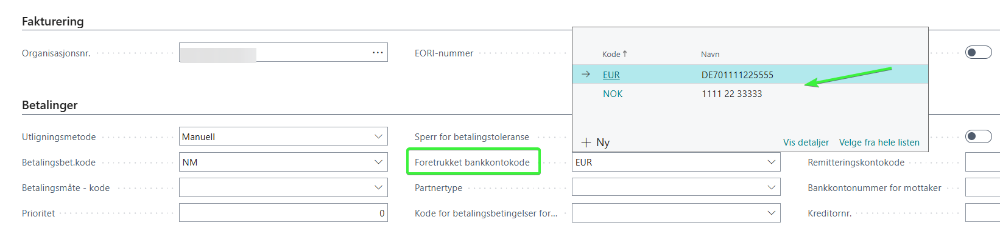 Fakturering
Organisasjonsnr.
EORI-nummer
Kode ↑ Navn
EUR DE701111225555
NOK 1111 22 33333
+ Ny Vis detaljer Velge fra hele listen
Betalinger
Utligningsmetode Manuell
Sperr for betalingstoleranse
Betalingsbet.kode NM
Foretrukket bankkontokode EUR
Remitteringskontokode
Betalingsmåte - kode
Partnertype
Bankkontonummer for mottaker
Prioritet 0
Kode for betalingsbetingelser for...
Kreditornr.